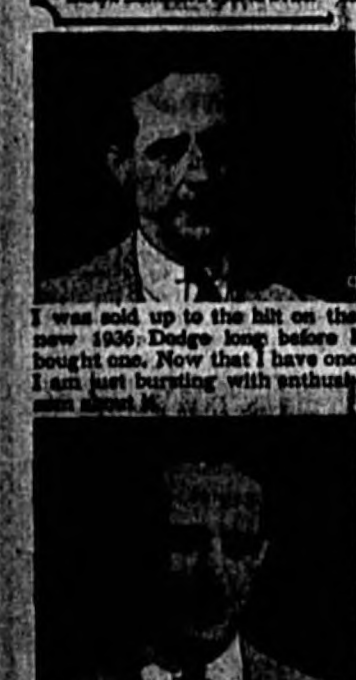 I was sold up to the hilt on the
new 1936 Dodge long before I
bought one. Now that I have one
I am just bursting with enthusi-
asm about it.